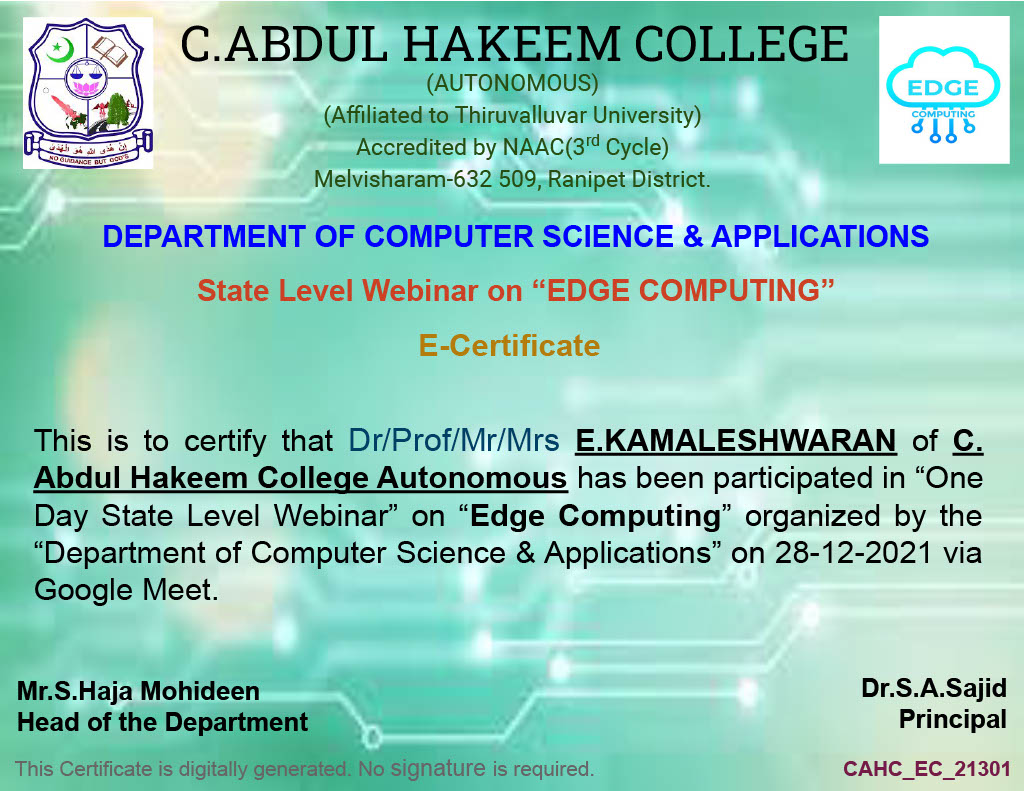 C.ABDUL HAKEEM COLLEGE
(AUTONOMOUS)
(Affiliated to Thiruvalluvar University)
Accredited by NAAC(3rd Cycle)
Melvisharam-632 509, Ranipet District.
EDGE
COMPUTING
إن هدى الله هو الهدى
NO GUIDANCE BUT GOD'S
DEPARTMENT OF COMPUTER SCIENCE & APPLICATIONS
State Level Webinar on “EDGE COMPUTING”
E-Certificate
This is to certify that Dr/Prof/Mr/Mrs E.KAMALESHWARAN of C.
Abdul Hakeem College Autonomous has been participated in “One
Day State Level Webinar” on “Edge Computing” organized by the
“Department of Computer Science & Applications” on 28-12-2021 via
Google Meet.
Mr.S.Haja Mohideen
Head of the Department
Dr.S.A.Sajid
Principal
This Certificate is digitally generated. No signature is required.
CAHC_EC_21301